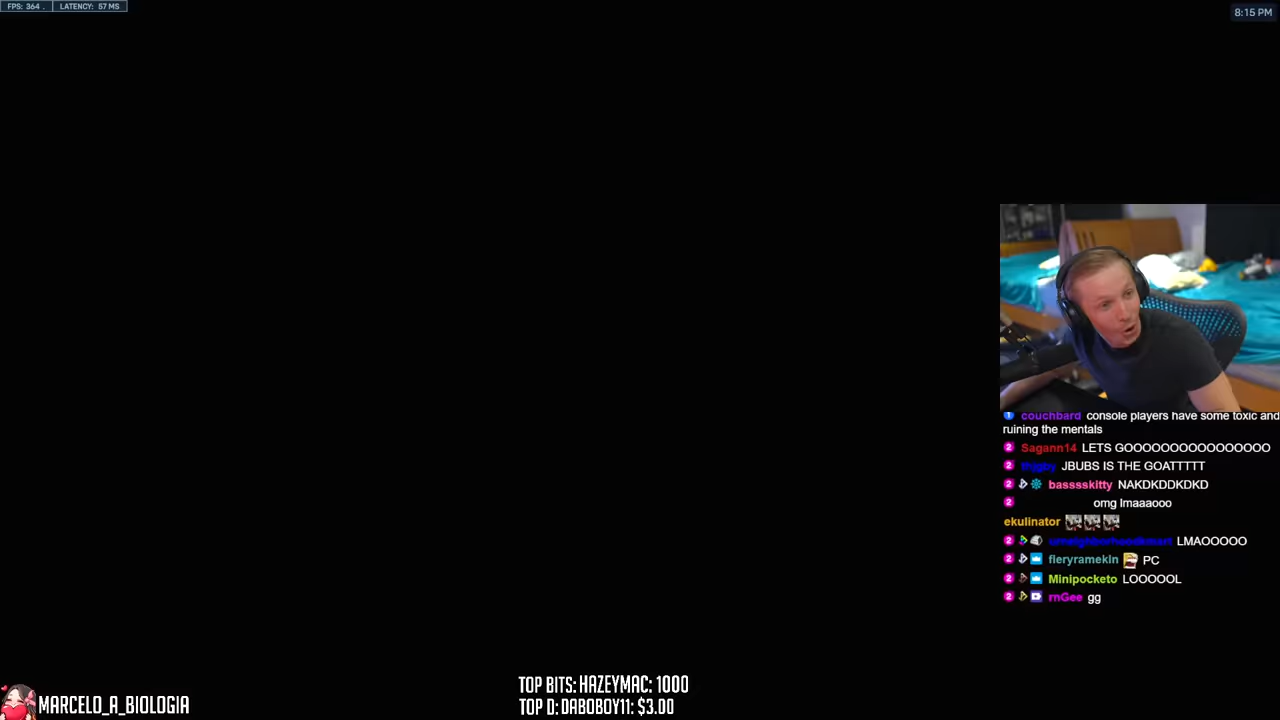 FPS: 364 . LATENCY: 57 MS
8:15 PM
couchbard console players have some toxic and
ruining the mentals
Sagann14 LETS GOOOOOOOOOOOOOOOO
JBUBS IS THE GOATTTTT
basssskitty NAKDKDDKDKD
omg lmaaaooo
ekulinator
LMAOOOOO
fieryramekin PC
Minipocketo LOOOOOL
rnGee gg
TOP BITS: HAZEYMAC: 1000
MARCELO_A_BIOLOGIA
TOP D: DABOBOY11: $3.00